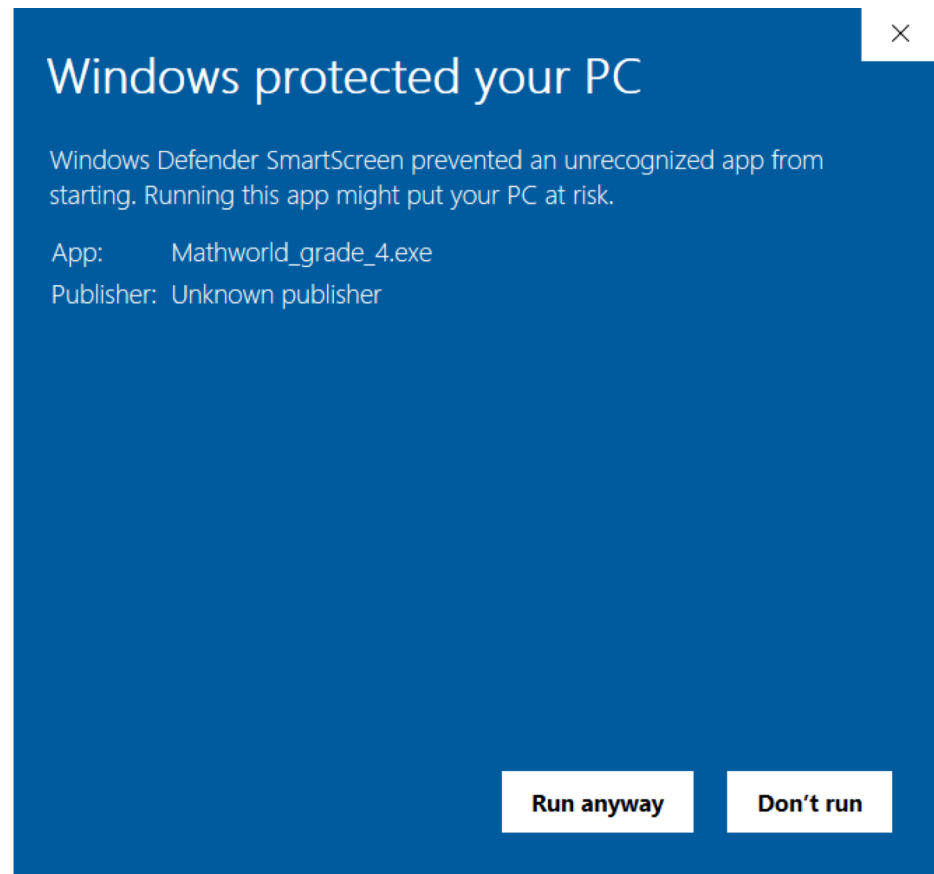 Windows protected your PC
Windows Defender SmartScreen prevented an unrecognized app from
starting. Running this app might put your PC at risk.
App: Mathworld_grade_4.exe
Publisher: Unknown publisher
Run anyway Don’t run